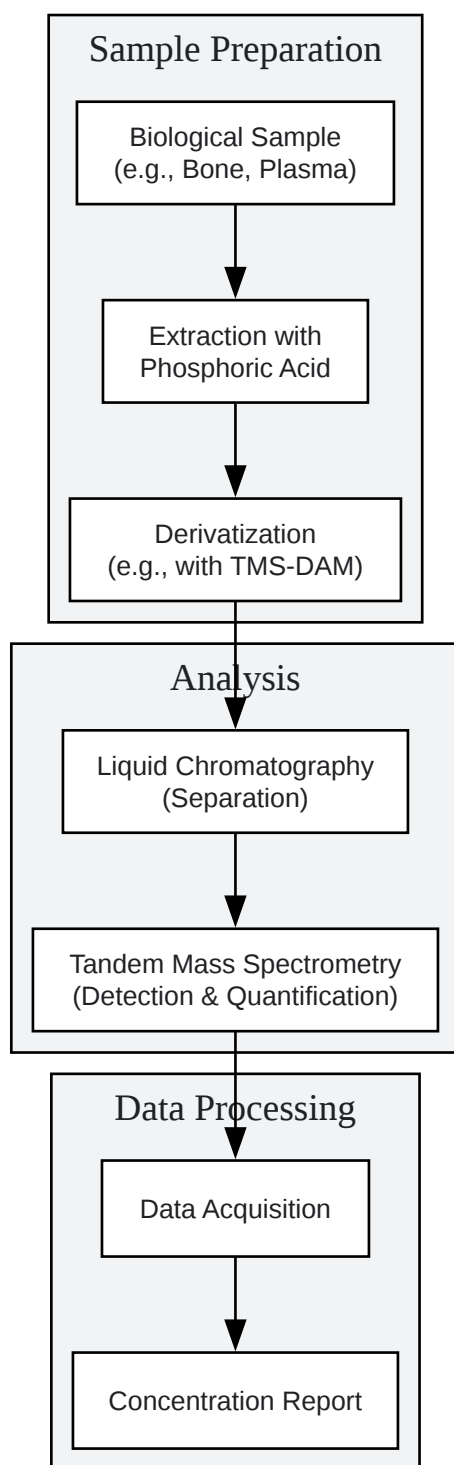 Sample Preparation
Biological Sample
(e.g., Bone, Plasma)
Extraction with
Phosphoric Acid
Derivatization
(e.g., with TMS-DAM)
Analysis
Liquid Chromatography
(Separation)
Tandem Mass Spectrometry
(Detection & Quantification)
Data Processing
Data Acquisition
Concentration Report